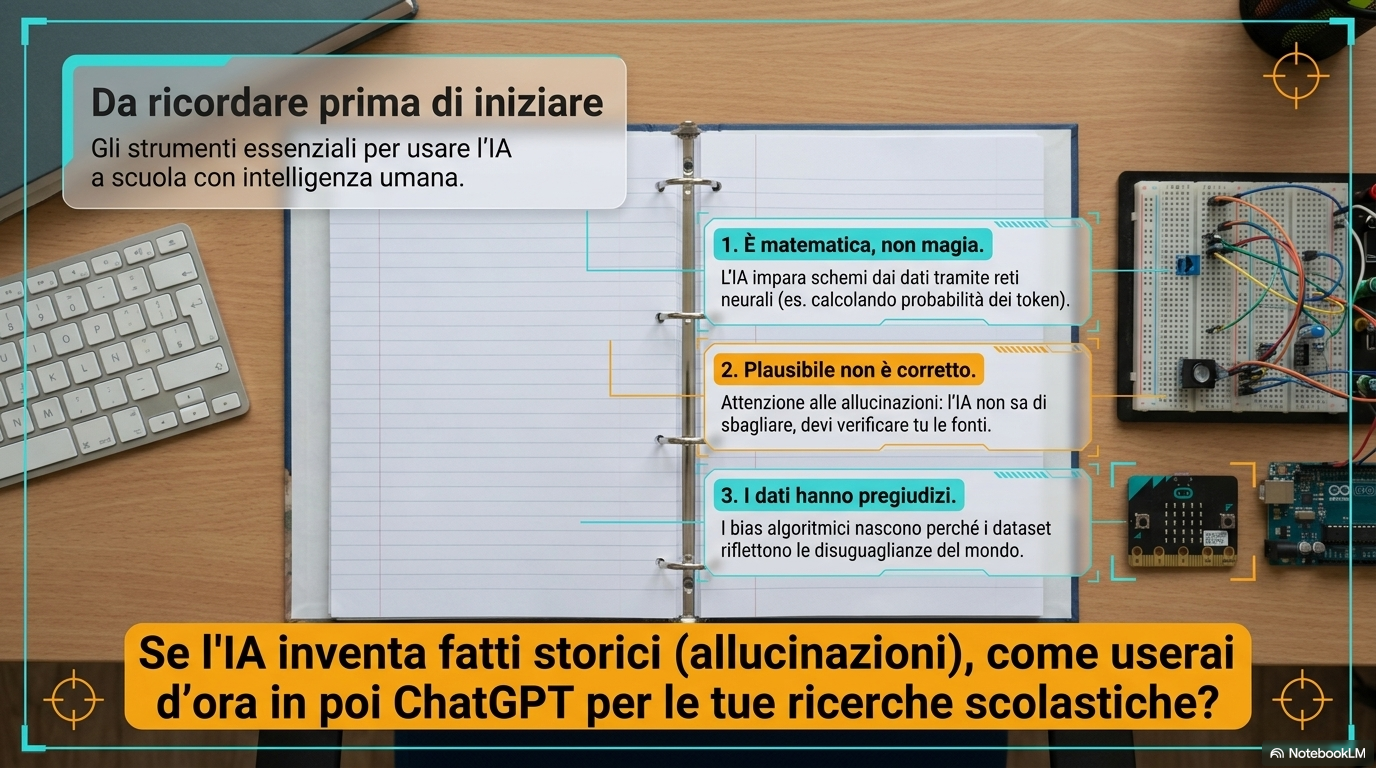 Da ricordare prima di iniziare
Gli strumenti essenziali per usare l'IA
a scuola con intelligenza umana.
1. È matematica, non magia.
L'IA impara schemi dai dati tramite reti
neurali (es. calcolando probabilità dei token).
2. Plausibile non è corretto.
Attenzione alle allucinazioni: l'IA non sa di
sbagliare, devi verificare tu le fonti.
3. I dati hanno pregiudizi.
I bias algoritmici nascono perché i dataset
riflettono le disuguaglianze del mondo.
Se l'IA inventa fatti storici (allucinazioni), come userai
d'ora in poi ChatGPT per le tue ricerche scolastiche?
NotebookLM